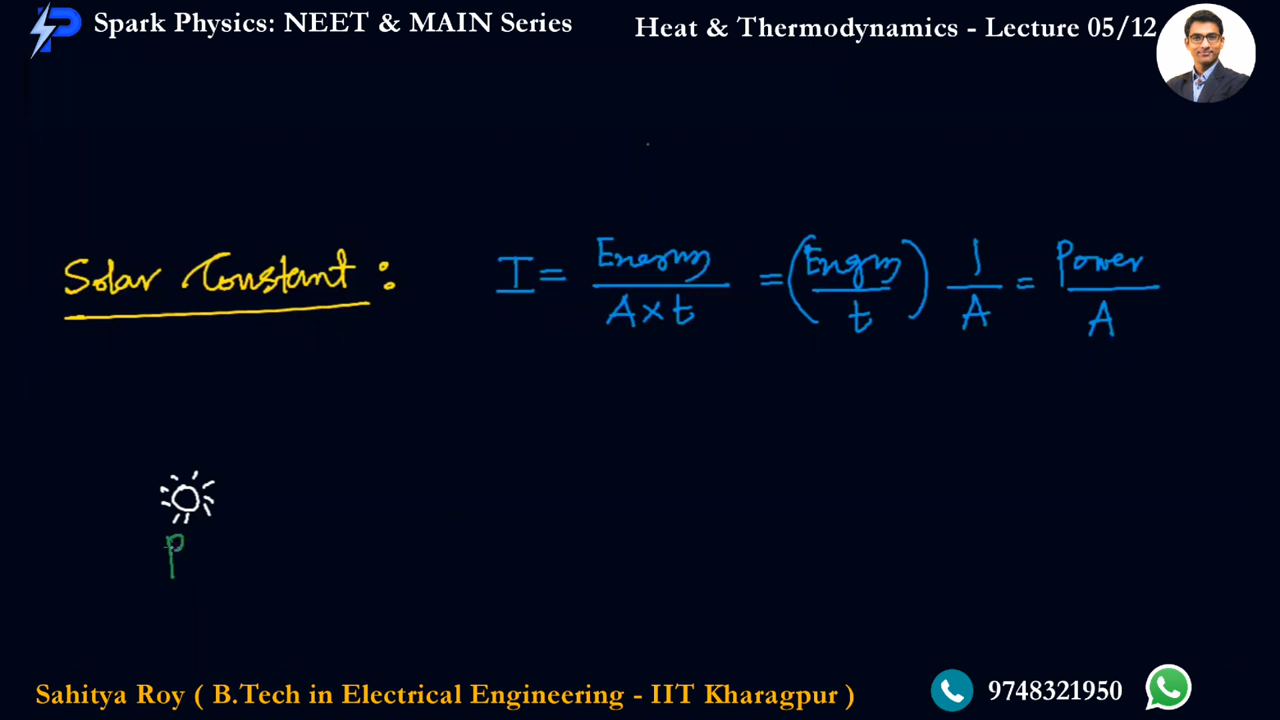 Spark Physics: NEET & MAIN Series
Heat & Thermodynamics - Lecture 05/12
Solar Constant : I = Energy / A × t = (Engy / t) 1 / A = Power / A
P
Sahitya Roy ( B.Tech in Electrical Engineering - IIT Kharagpur )
9748321950